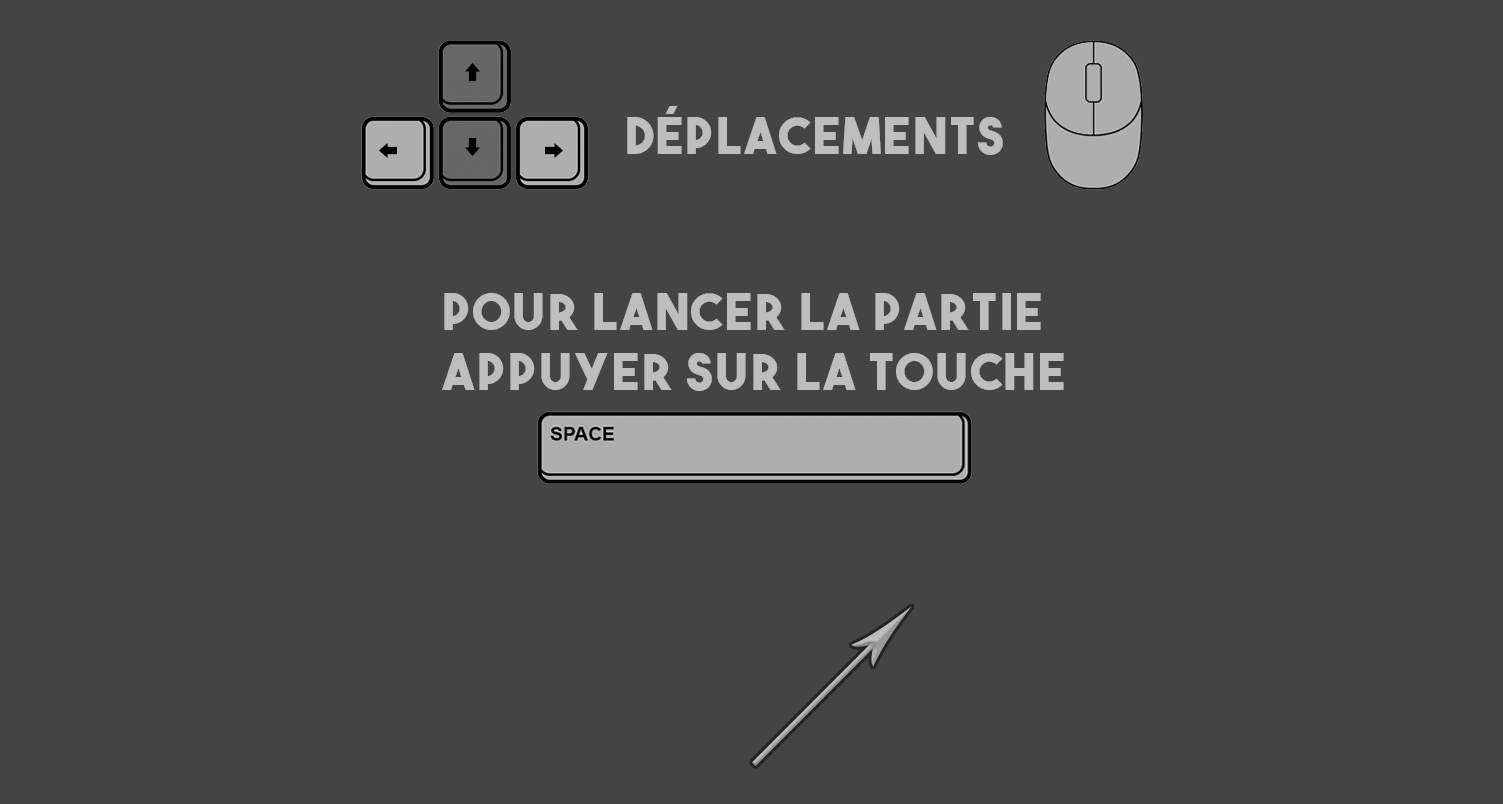 DÉPLACEMENTS
POUR LANCER LA PARTIE
APPUYER SUR LA TOUCHE
SPACE